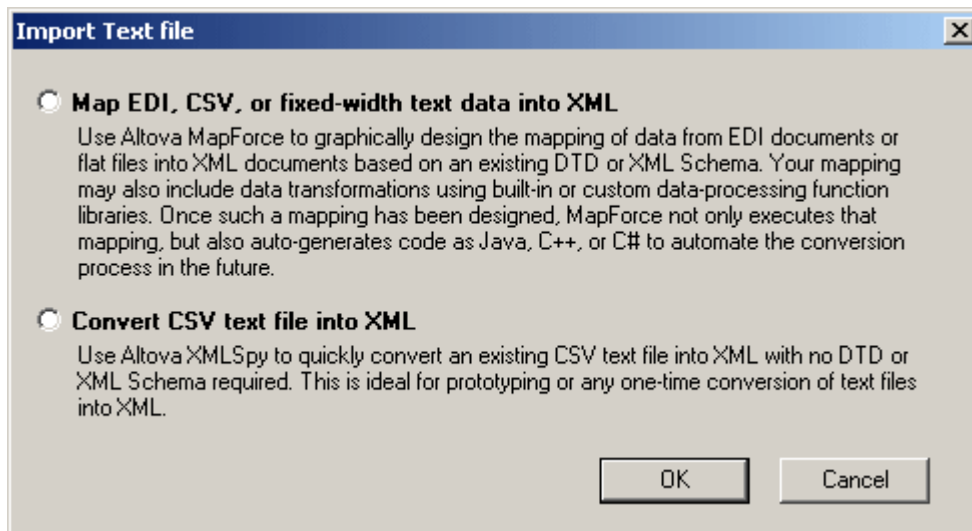 Import Text file
Map EDI, CSV, or fixed-width text data into XML
Use Altova MapForce to graphically design the mapping of data from EDI documents or
flat files into XML documents based on an existing DTD or XML Schema. Your mapping
may also include data transformations using built-in or custom data-processing function
libraries. Once such a mapping has been designed, MapForce not only executes that
mapping, but also auto-generates code as Java, C++, or C# to automate the conversion
process in the future.
Convert CSV text file into XML
Use Altova XMLSpy to quickly convert an existing CSV text file into XML with no DTD or
XML Schema required. This is ideal for prototyping or any one-time conversion of text files
into XML.
OK Cancel